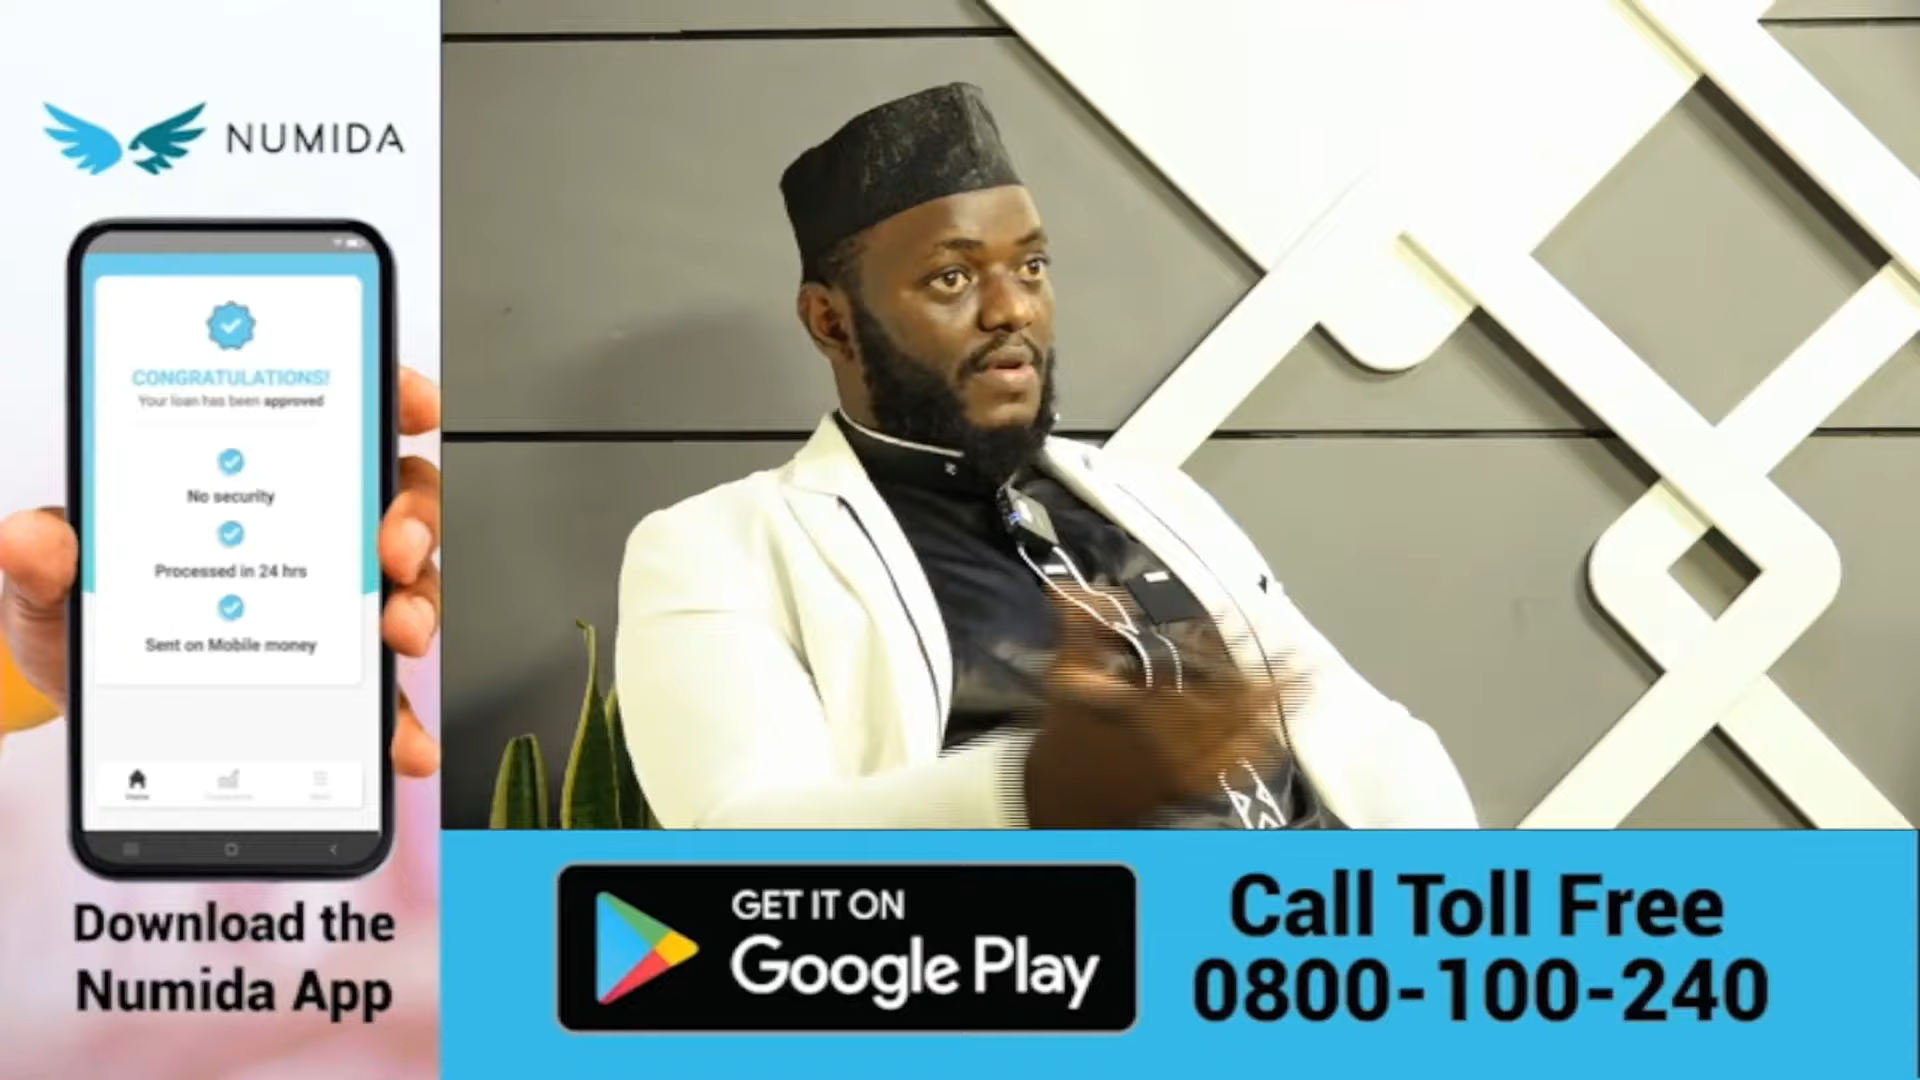 NUMIDA
CONGRATULATIONS!
Your loan has been approved
No security
Processed in 24 hrs
Sent on Mobile money
Home
Download the
Numida App
GET IT ON
Google Play
Call Toll Free
0800-100-240